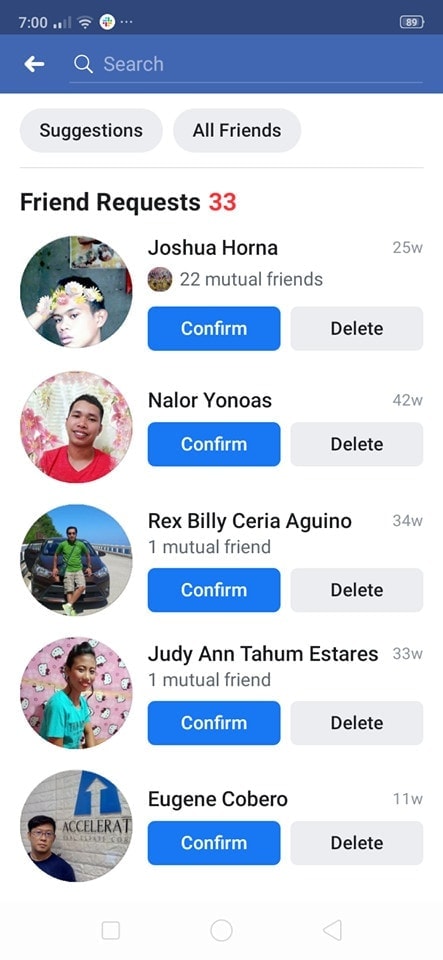 7:00
89
Search
Suggestions
All Friends
Friend Requests 33
Joshua Horna 25w
22 mutual friends
Confirm Delete
Nalor Yonoas 42w
Confirm Delete
Rex Billy Ceria Aguino 34w
1 mutual friend
Confirm Delete
Judy Ann Tahum Estares 33w
1 mutual friend
Confirm Delete
ACCELERAT
Eugene Cobero 11w
Confirm Delete